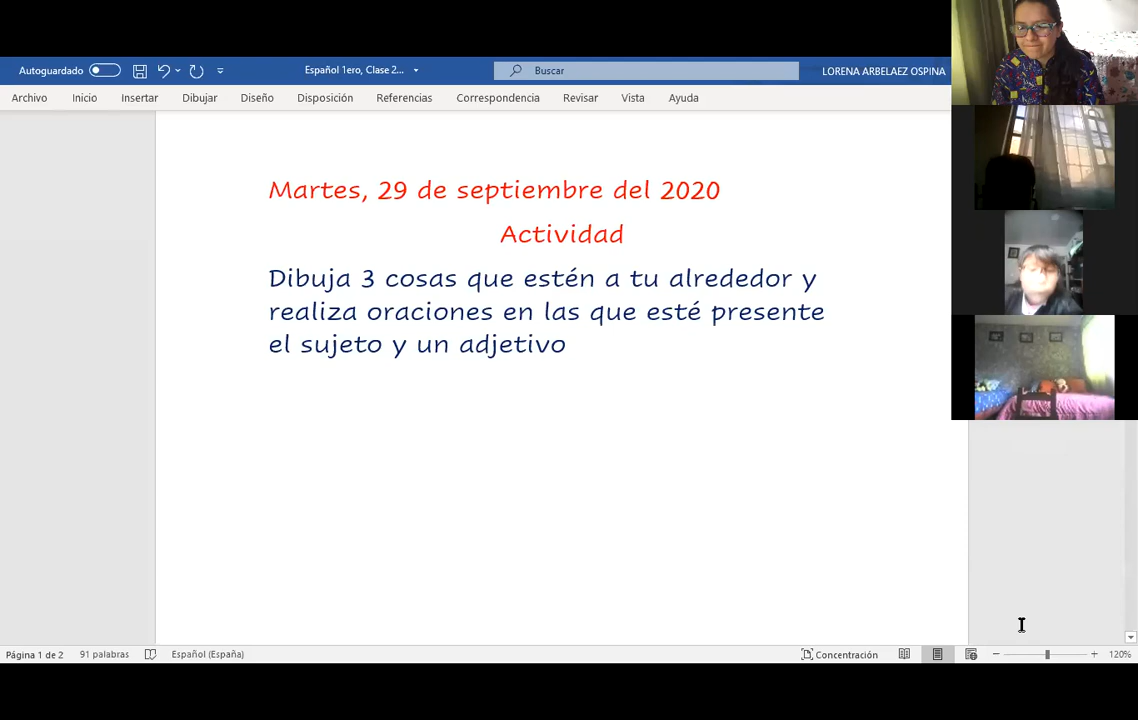 Autoguardado
Español 1ero, Clase 2...
Buscar
LORENA ARBELAEZ OSPINA
Archivo Inicio Insertar Dibujar Diseño Disposición Referencias Correspondencia Revisar Vista Ayuda
Martes, 29 de septiembre del 2020
Actividad
Dibuja 3 cosas que estén a tu alrededor y
realiza oraciones en las que esté presente
el sujeto y un adjetivo
Página 1 de 2 91 palabras Español (España) Concentración 120%